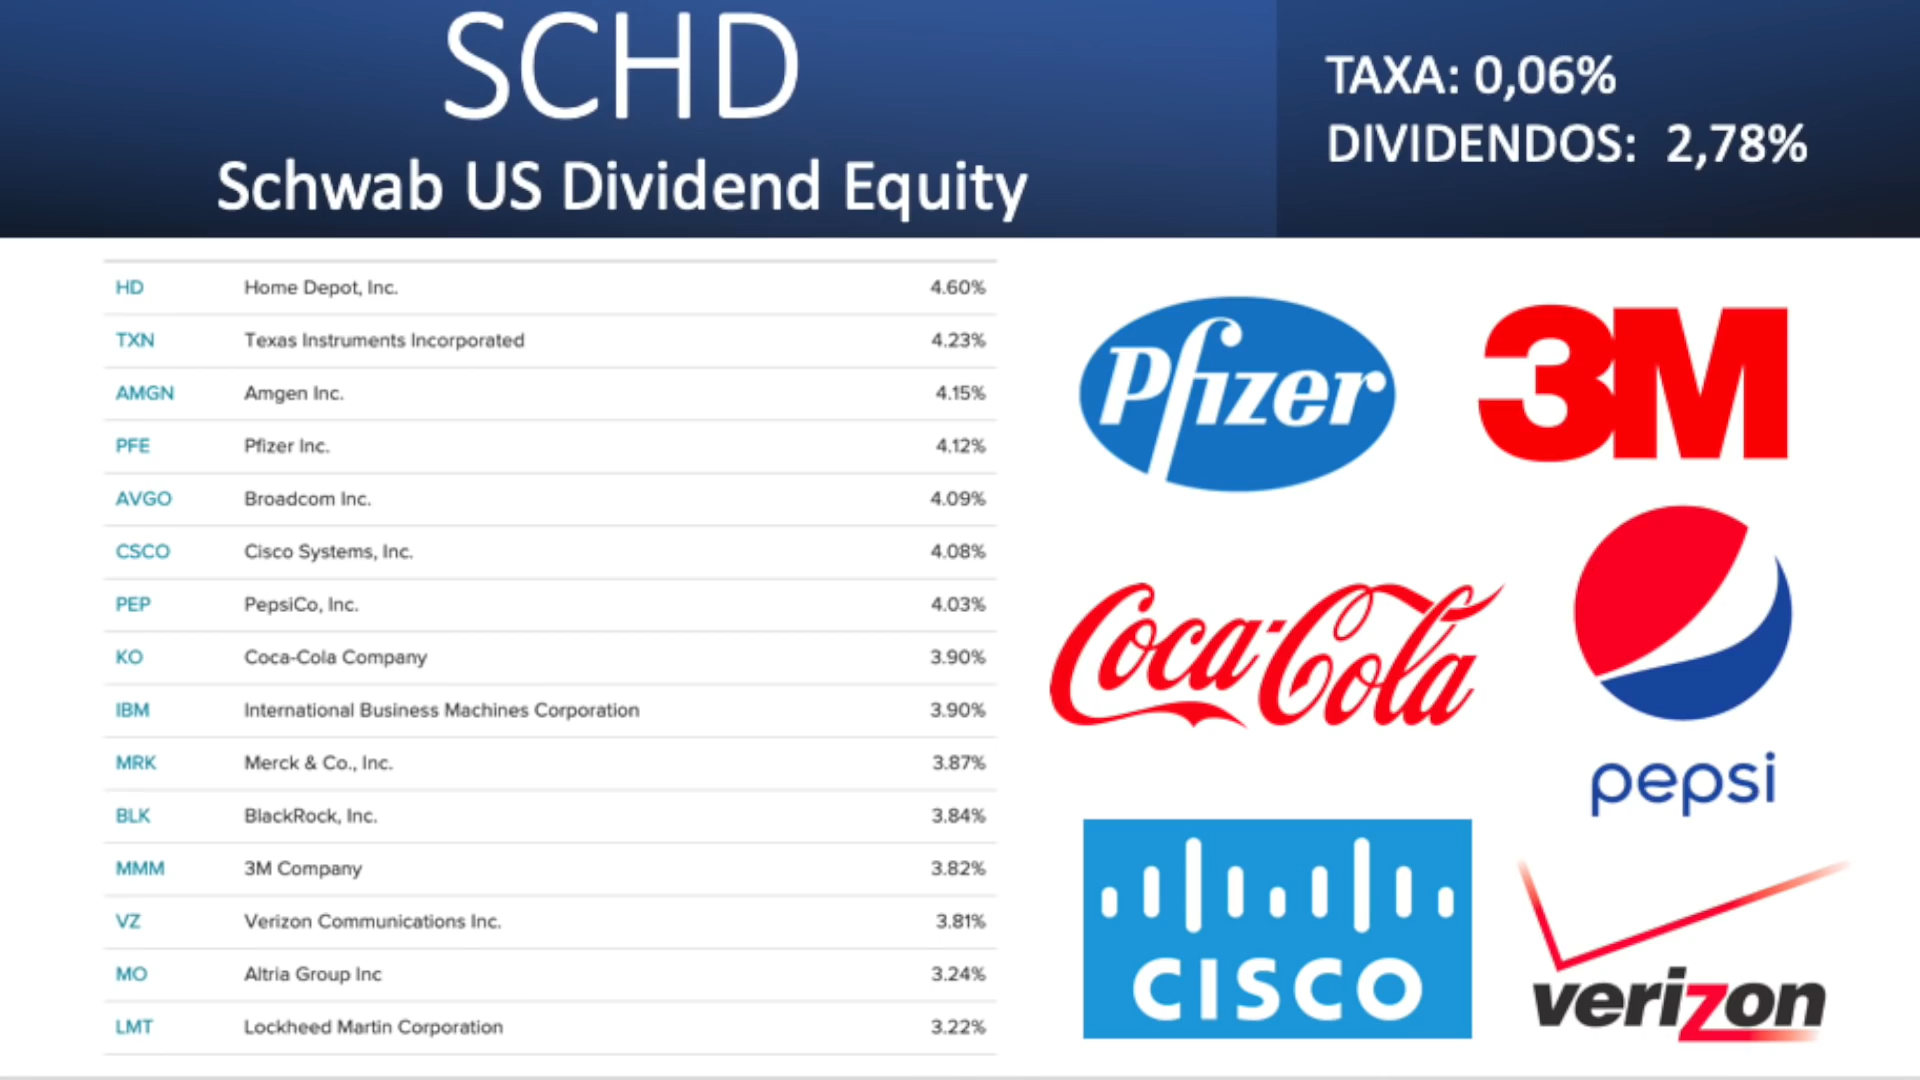 SCHD
Schwab US Dividend Equity
TAXA: 0,06%
DIVIDENDOS: 2,78%
HD Home Depot, Inc. 4.60%
TXN Texas Instruments Incorporated 4.23%
AMGN Amgen Inc. 4.15%
PFE Pfizer Inc. 4.12%
AVGO Broadcom Inc. 4.09%
CSCO Cisco Systems, Inc. 4.08%
PEP PepsiCo, Inc. 4.03%
KO Coca-Cola Company 3.90%
IBM International Business Machines Corporation 3.90%
MRK Merck & Co., Inc. 3.87%
BLK BlackRock, Inc. 3.84%
MMM 3M Company 3.82%
VZ Verizon Communications Inc. 3.81%
MO Altria Group Inc 3.24%
LMT Lockheed Martin Corporation 3.22%
Pfizer
3M
Coca-Cola
pepsi
CISCO
verizon